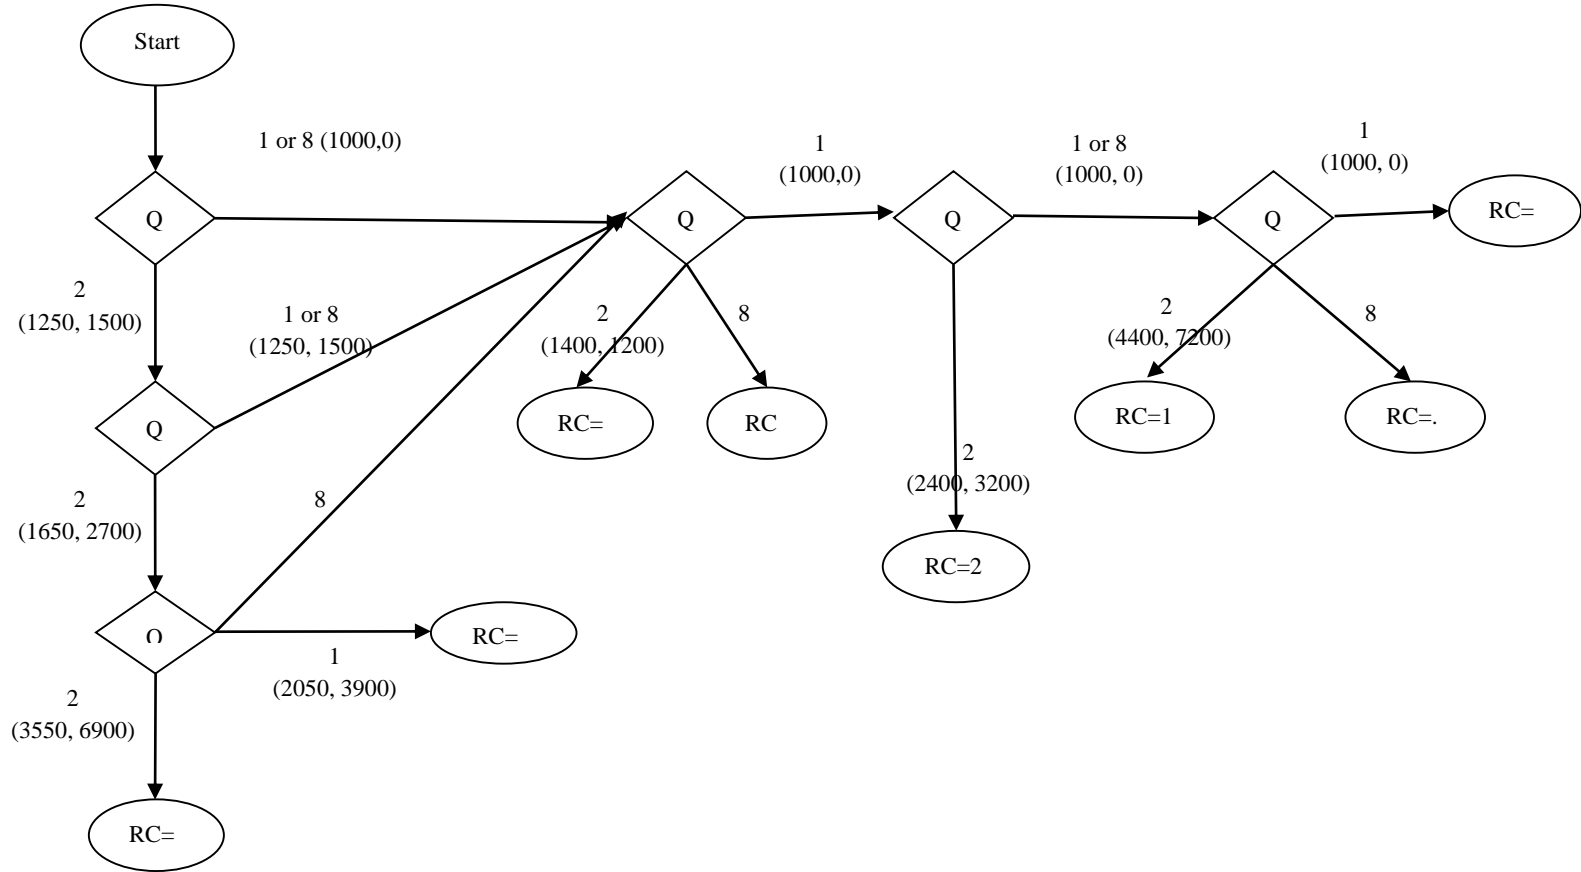 Start
1 or 8 (1000,0)
1
(1000,0)
1 or 8
(1000, 0)
1
(1000, 0)
Q
Q
Q
Q
RC=
2
(1250, 1500)
1 or 8
(1250, 1500)
2
(1400, 1200)
8
2
(4400, 7200)
8
Q
RC=
RC
RC=1
RC=.
2
(1650, 2700)
8
2
(2400, 3200)
RC=2
Q
RC=
1
(2050, 3900)
2
(3550, 6900)
RC=